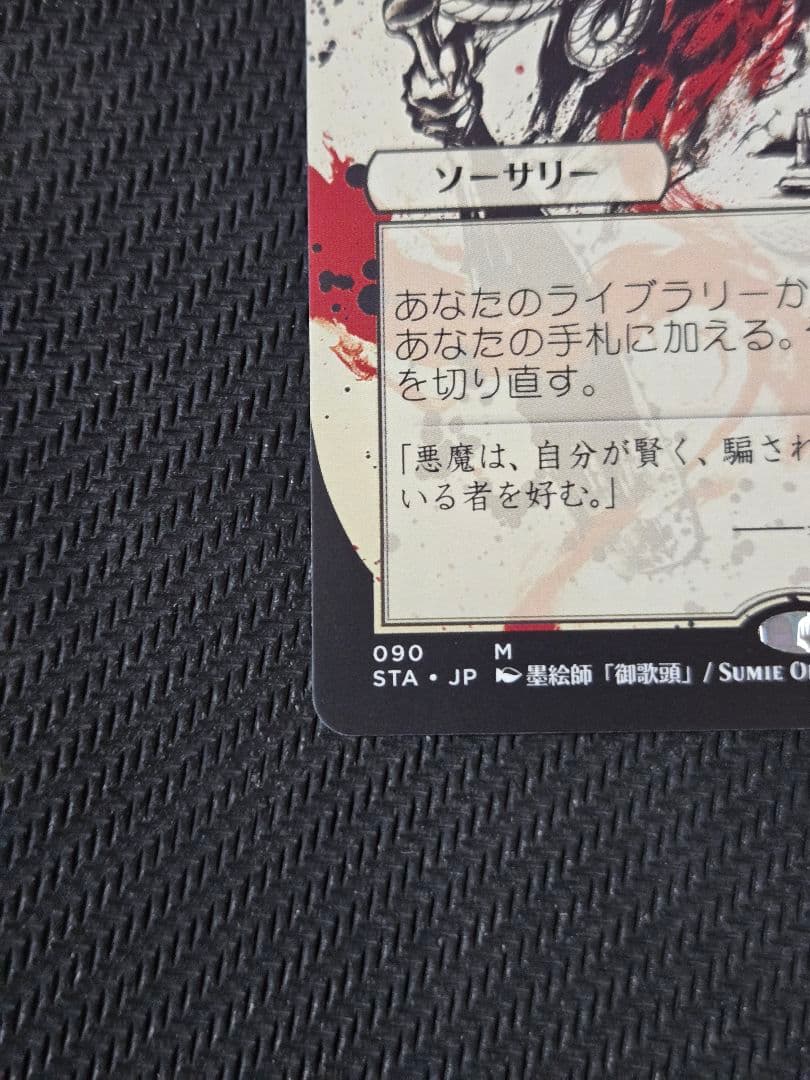 ソーサリー
あなたのライブラリーか
あなたの手札に加える。
を切り直す。
「悪魔は、自分が賢く、騙され
いる者を好む。」
090 M
STA • JP 墨絵師「御歌頭」/ SUMIE